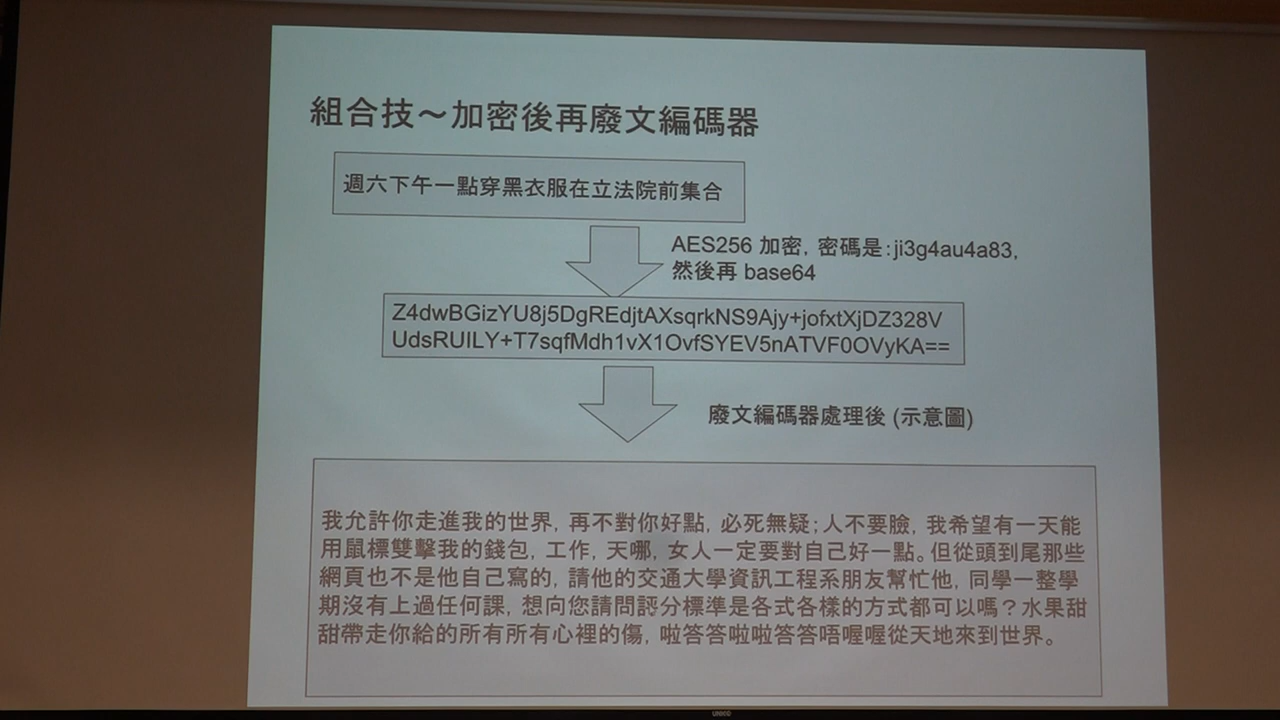 組合技～加密後再廢文編碼器
週六下午一點穿黑衣服在立法院前集合
AES256 加密, 密碼是：ji3g4au4a83,
然後再 base64
Z4dwBGizYU8j5DgREdjtAXsqrkNS9Ajy+jofxtXjDZ328V
UdsRUILY+T7sqfMdh1vX1OvfSYEV5nATVF0OVyKA==
廢文編碼器處理後 (示意圖)
我允許你走進我的世界, 再不對你好點, 必死無疑；人不要臉, 我希望有一天能
用鼠標雙擊我的錢包, 工作, 天哪, 女人一定要對自己好一點。但從頭到尾那些
網頁也不是他自己寫的, 請他的交通大學資訊工程系朋友幫忙他, 同學一整學
期沒有上過任何課, 想向您請問評分標準是各式各樣的方式都可以嗎？水果甜
甜帶走你給的所有所有心裡的傷, 啦答答啦啦答答唔喔喔從天地來到世界。